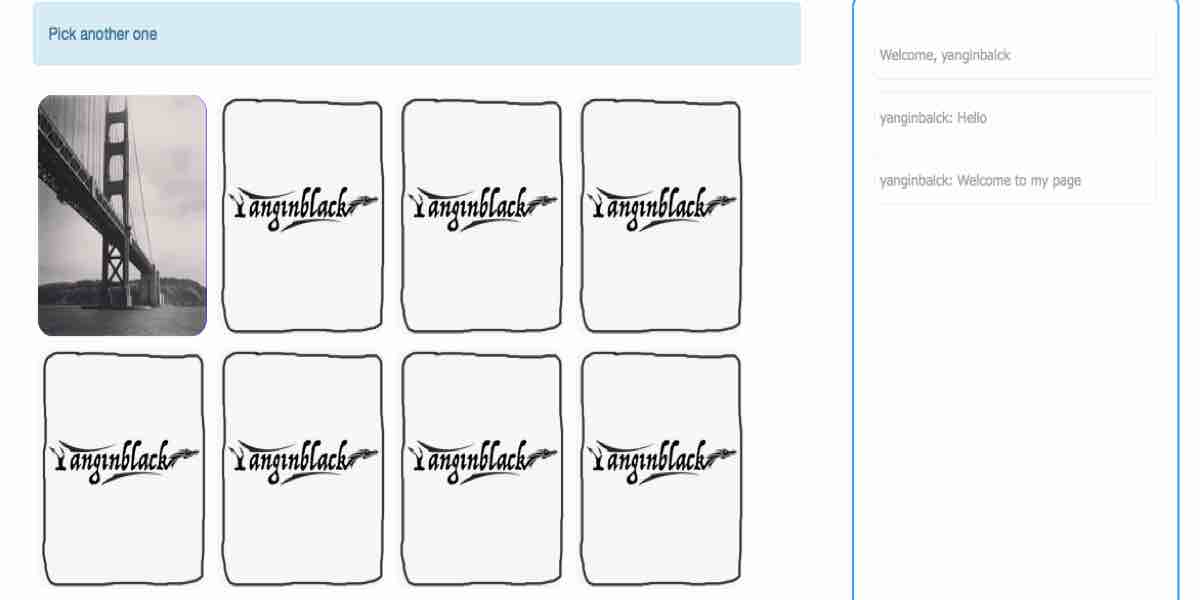 Pick another one
Yanginblack Yanginblack Yanginblack
Yanginblack Yanginblack Yanginblack Yanginblack
Welcome, yanginbalck
yanginbalck: Hello
yanginbalck: Welcome to my page